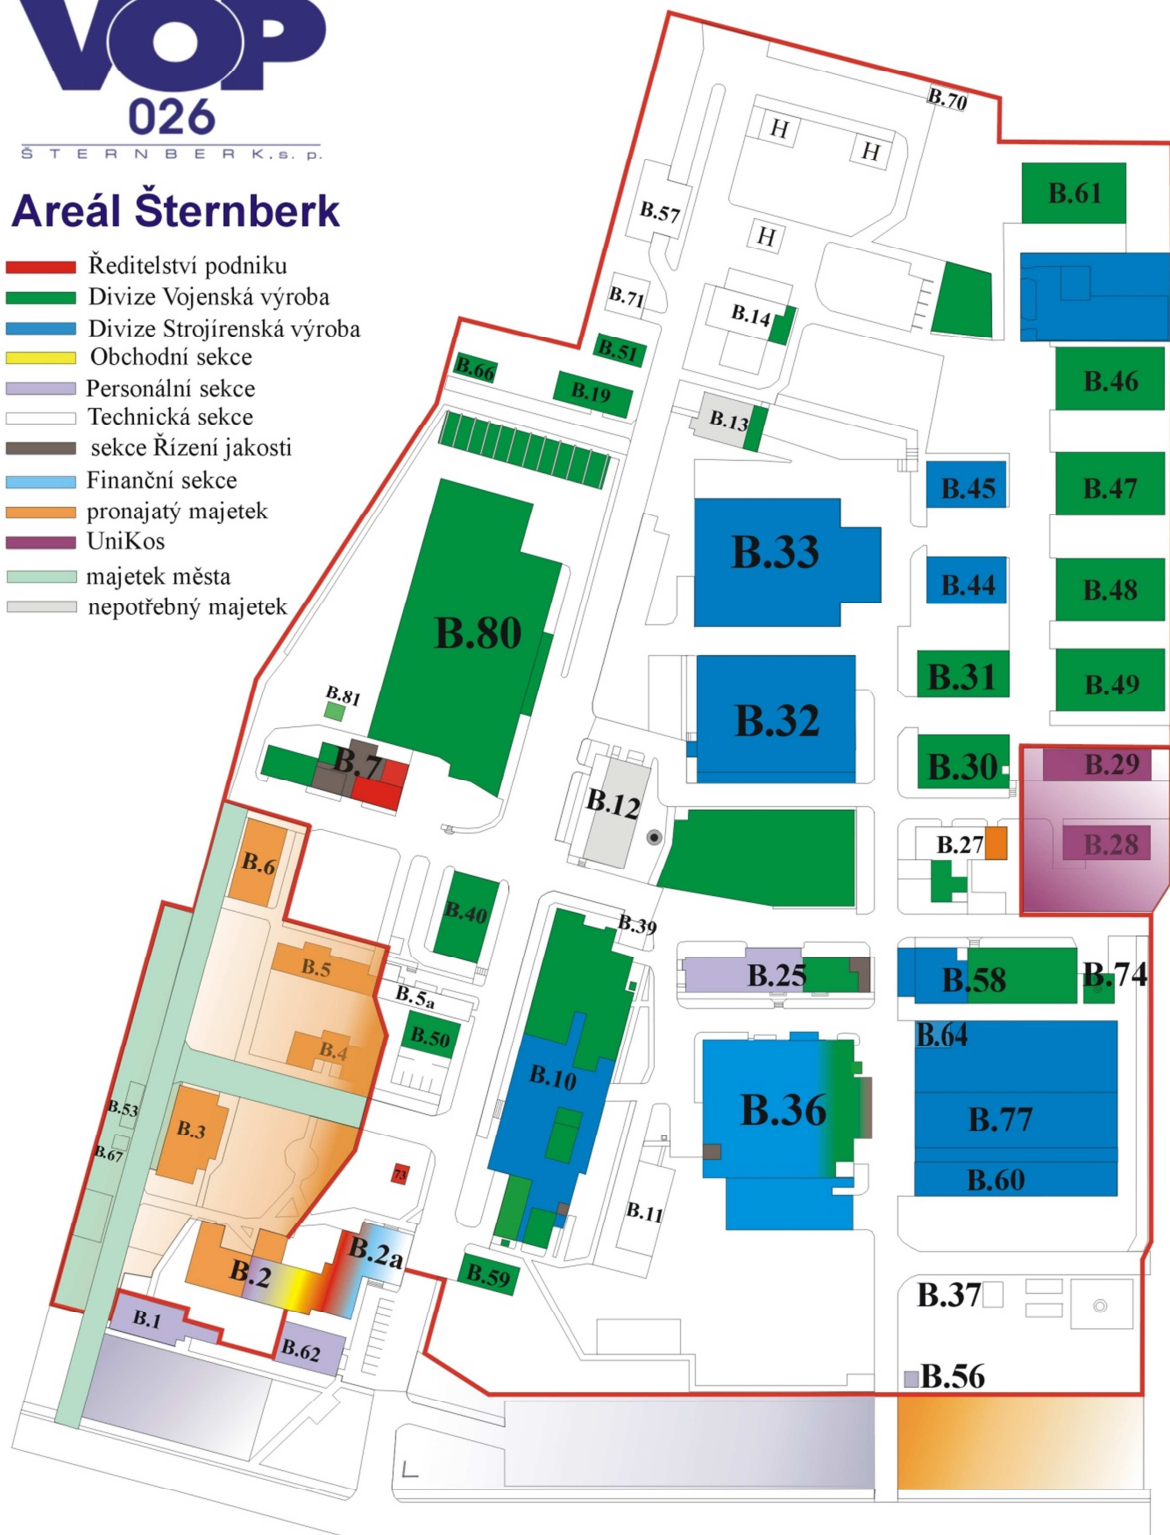 VOP
026
ŠTERNBERK, s. p.
Areál Šternberk
Ředitelství podniku
Divize Vojenská výroba
Divize Strojírenská výroba
Obchodní sekce
Personální sekce
Technická sekce
sekce Řízení jakosti
Finanční sekce
pronajatý majetek
UniKos
majetek města
nepotřebný majetek
B.70
H
H
B.61
B.57
H
B.71
B.14
B.51
B.66
B.19
B.46
B.13
B.45
B.47
B.33
B.44
B.48
B.80
B.31
B.49
B.81
B.32
B.7
B.30
B.29
B.12
B.27
B.28
B.6
B.40
B.39
B.5
B.25
B.58
B.74
B.5a
B.50
B.64
B.4
B.10
B.36
B.77
B.53
B.3
B.67
73
B.60
B.11
B.2a
B.2
B.59
B.37
B.1
B.62
B.56